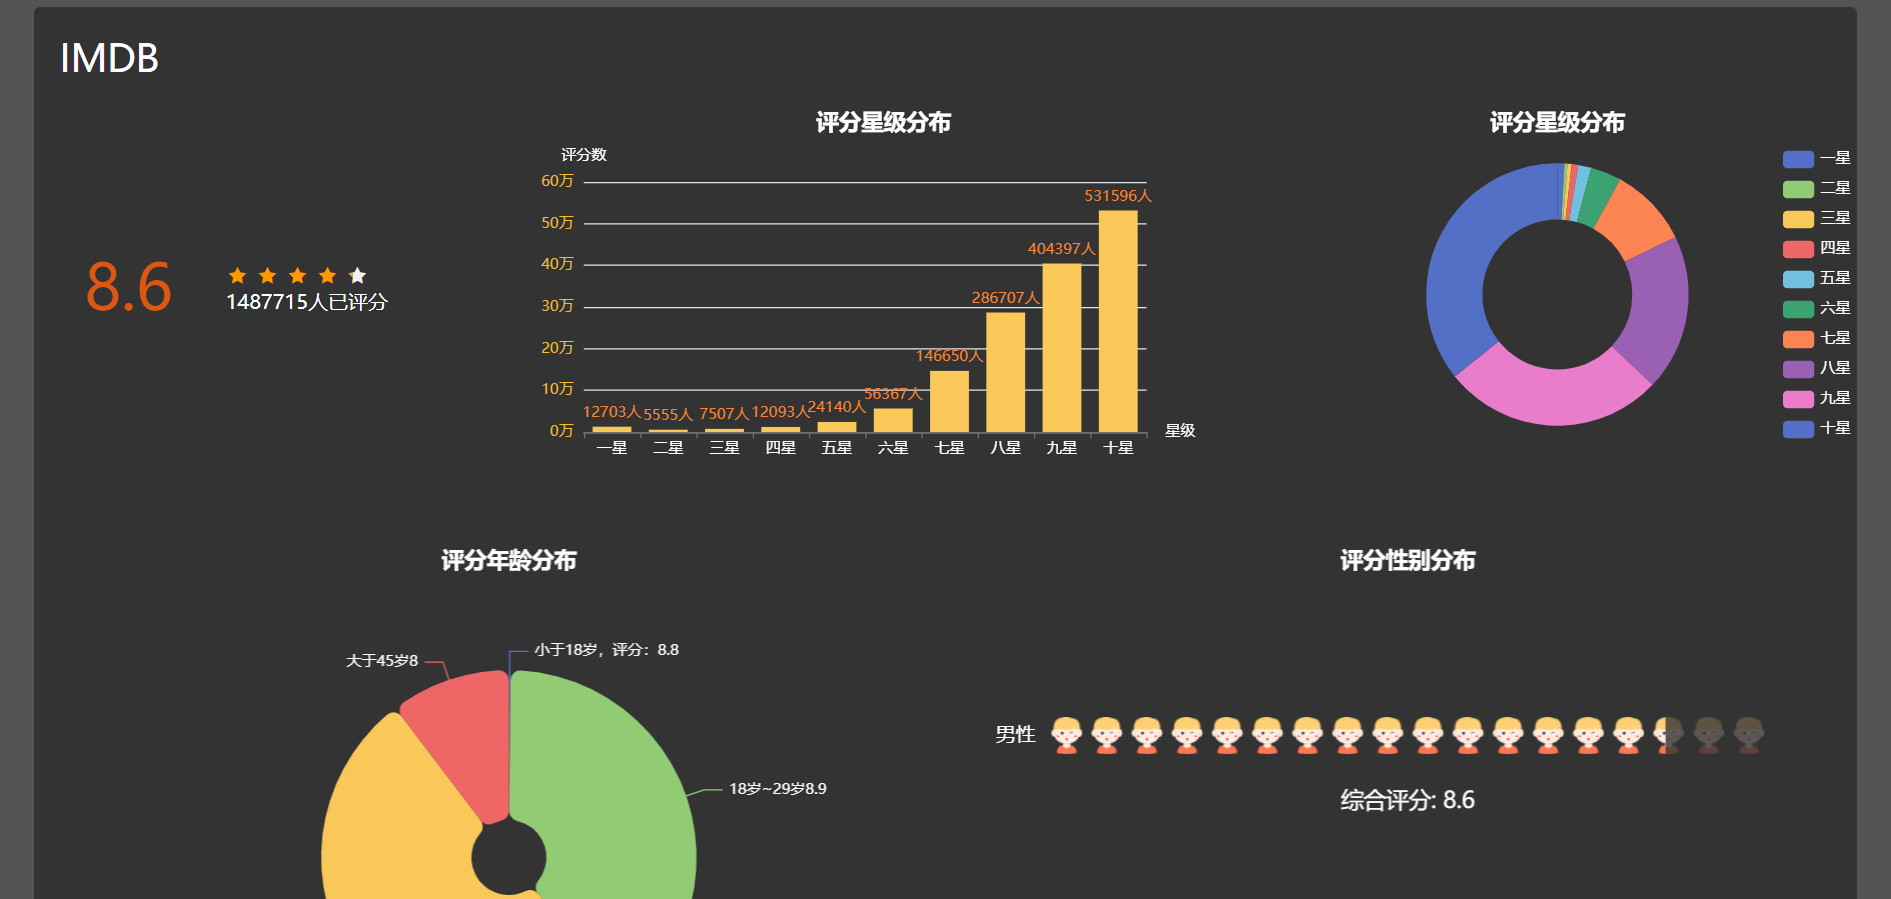 IMDB
8.6
1487715人已评分
评分星级分布
评分数
60万
50万
40万
30万
20万
10万
0万
12703人
5555人
7507人
12093人
24140人
56367人
146650人
286707人
404397人
531596人
一星
二星
三星
四星
五星
六星
七星
八星
九星
十星
星级
评分星级分布
一星
二星
三星
四星
五星
六星
七星
八星
九星
十星
评分年龄分布
大于45岁8
小于18岁，评分：8.8
18岁~29岁8.9
评分性别分布
男性
综合评分: 8.6